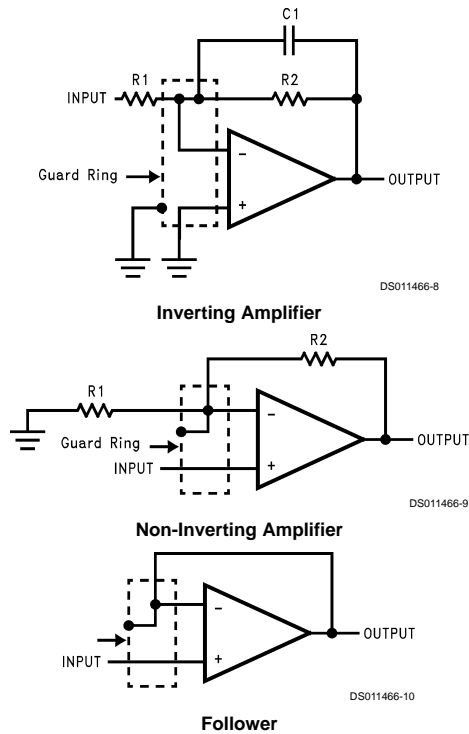 C1
R1
R2
INPUT
−
Guard Ring
OUTPUT
+
DS011466-8
Inverting Amplifier
R2
R1
−
Guard Ring
OUTPUT
INPUT
+
DS011466-9
Non-Inverting Amplifier
−
OUTPUT
INPUT
+
DS011466-10
Follower